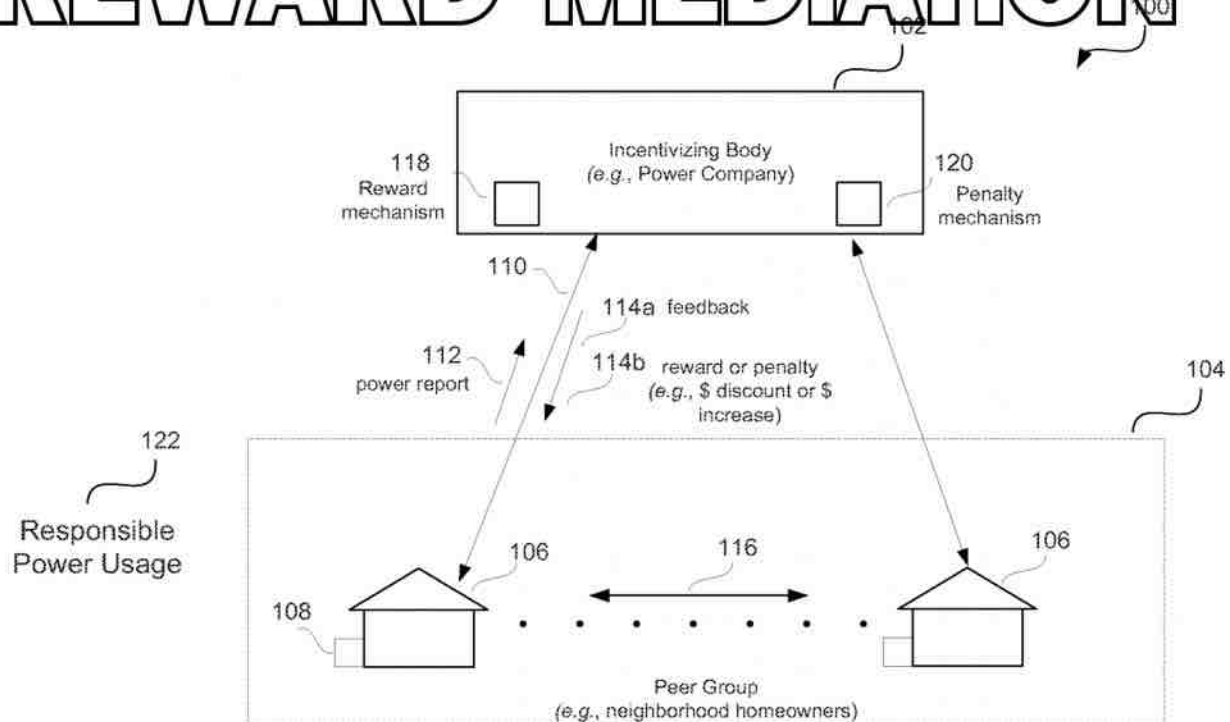 REWARD MEDIATION
100
102
Incentivizing Body
(e.g., Power Company)
118
Reward
mechanism
120
Penalty
mechanism
110
114a feedback
112
power report
114b reward or penalty
(e.g., $ discount or $
increase)
104
122
Responsible
Power Usage
106
116
106
108
Peer Group
(e.g., neighborhood homeowners)